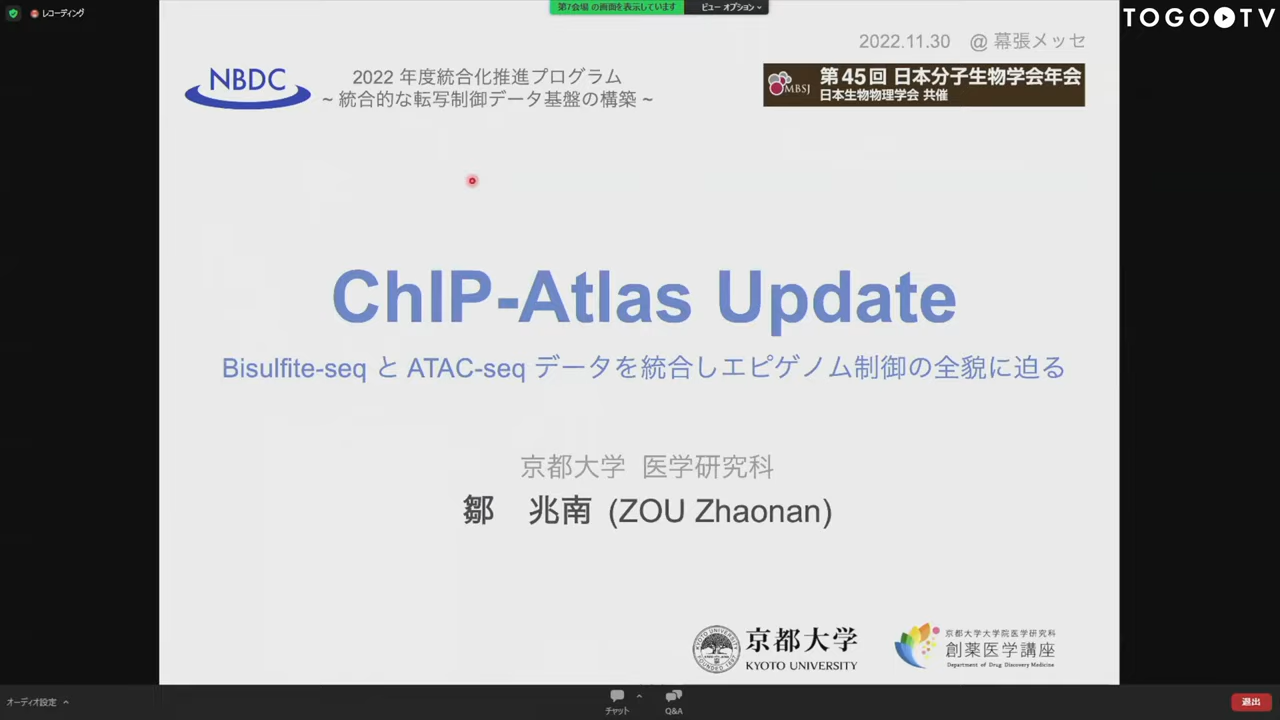 レコーディング
第7会場 の画面を表示しています
ビュー オプション
TOGO TV
2022.11.30 @ 幕張メッセ
NBDC
2022 年度統合化推進プログラム
~ 統合的な転写制御データ基盤の構築 ~
MBSJ
第45回 日本分子生物学会年会
日本生物物理学会 共催
ChIP-Atlas Update
Bisulfite-seq と ATAC-seq データを統合しエピゲノム制御の全貌に迫る
京都大学 医学研究科
鄒 兆南 (ZOU Zhaonan)
京都大学
KYOTO UNIVERSITY
京都大学大学院医学研究科
創薬医学講座
Department of Drug Discovery Medicine
オーディオ設定
チャット
Q&A
退出